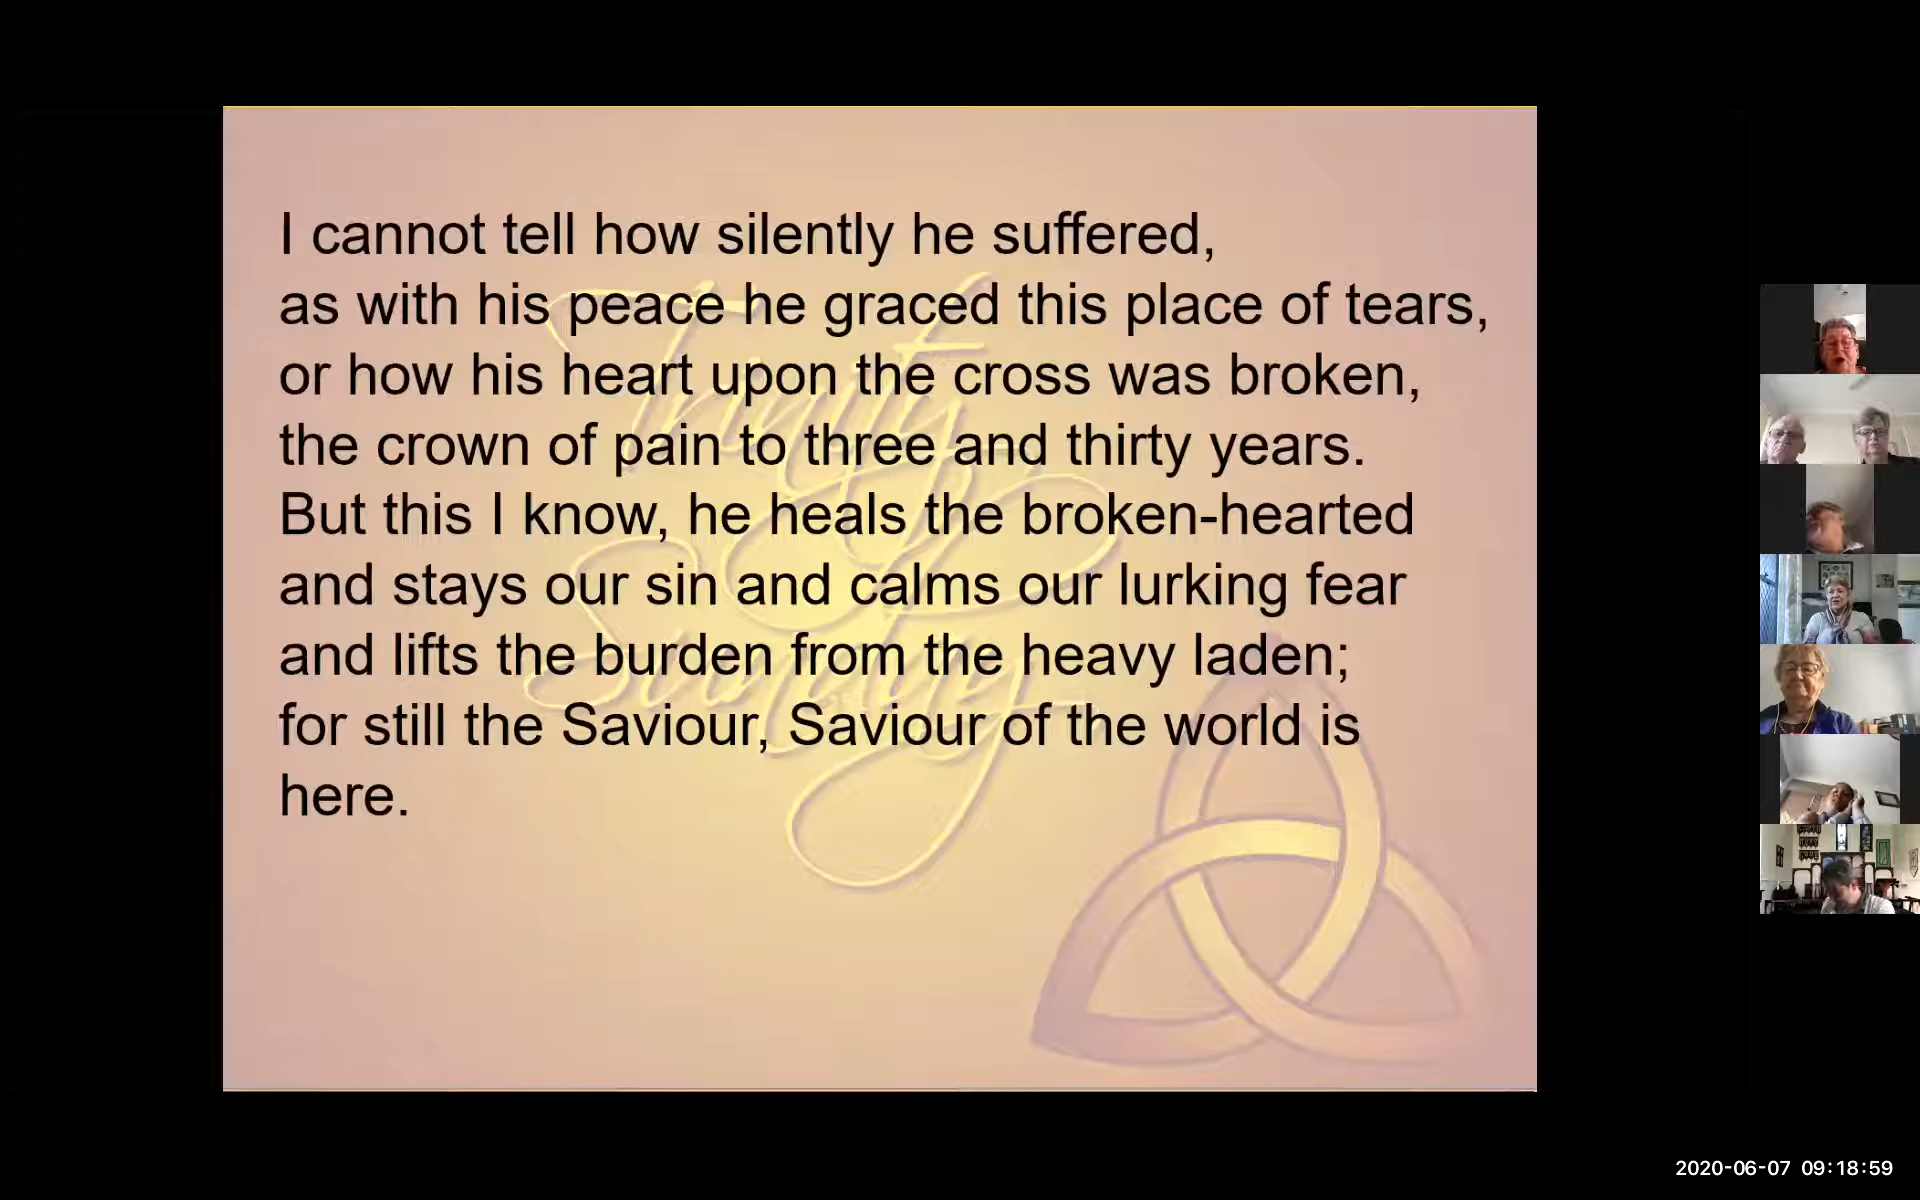 I cannot tell how silently he suffered,
as with his peace he graced this place of tears,
or how his heart upon the cross was broken,
the crown of pain to three and thirty years.
But this I know, he heals the broken-hearted
and stays our sin and calms our lurking fear
and lifts the burden from the heavy laden;
for still the Saviour, Saviour of the world is
here.
Trinity
Sunday
2020-06-07 09:18:59